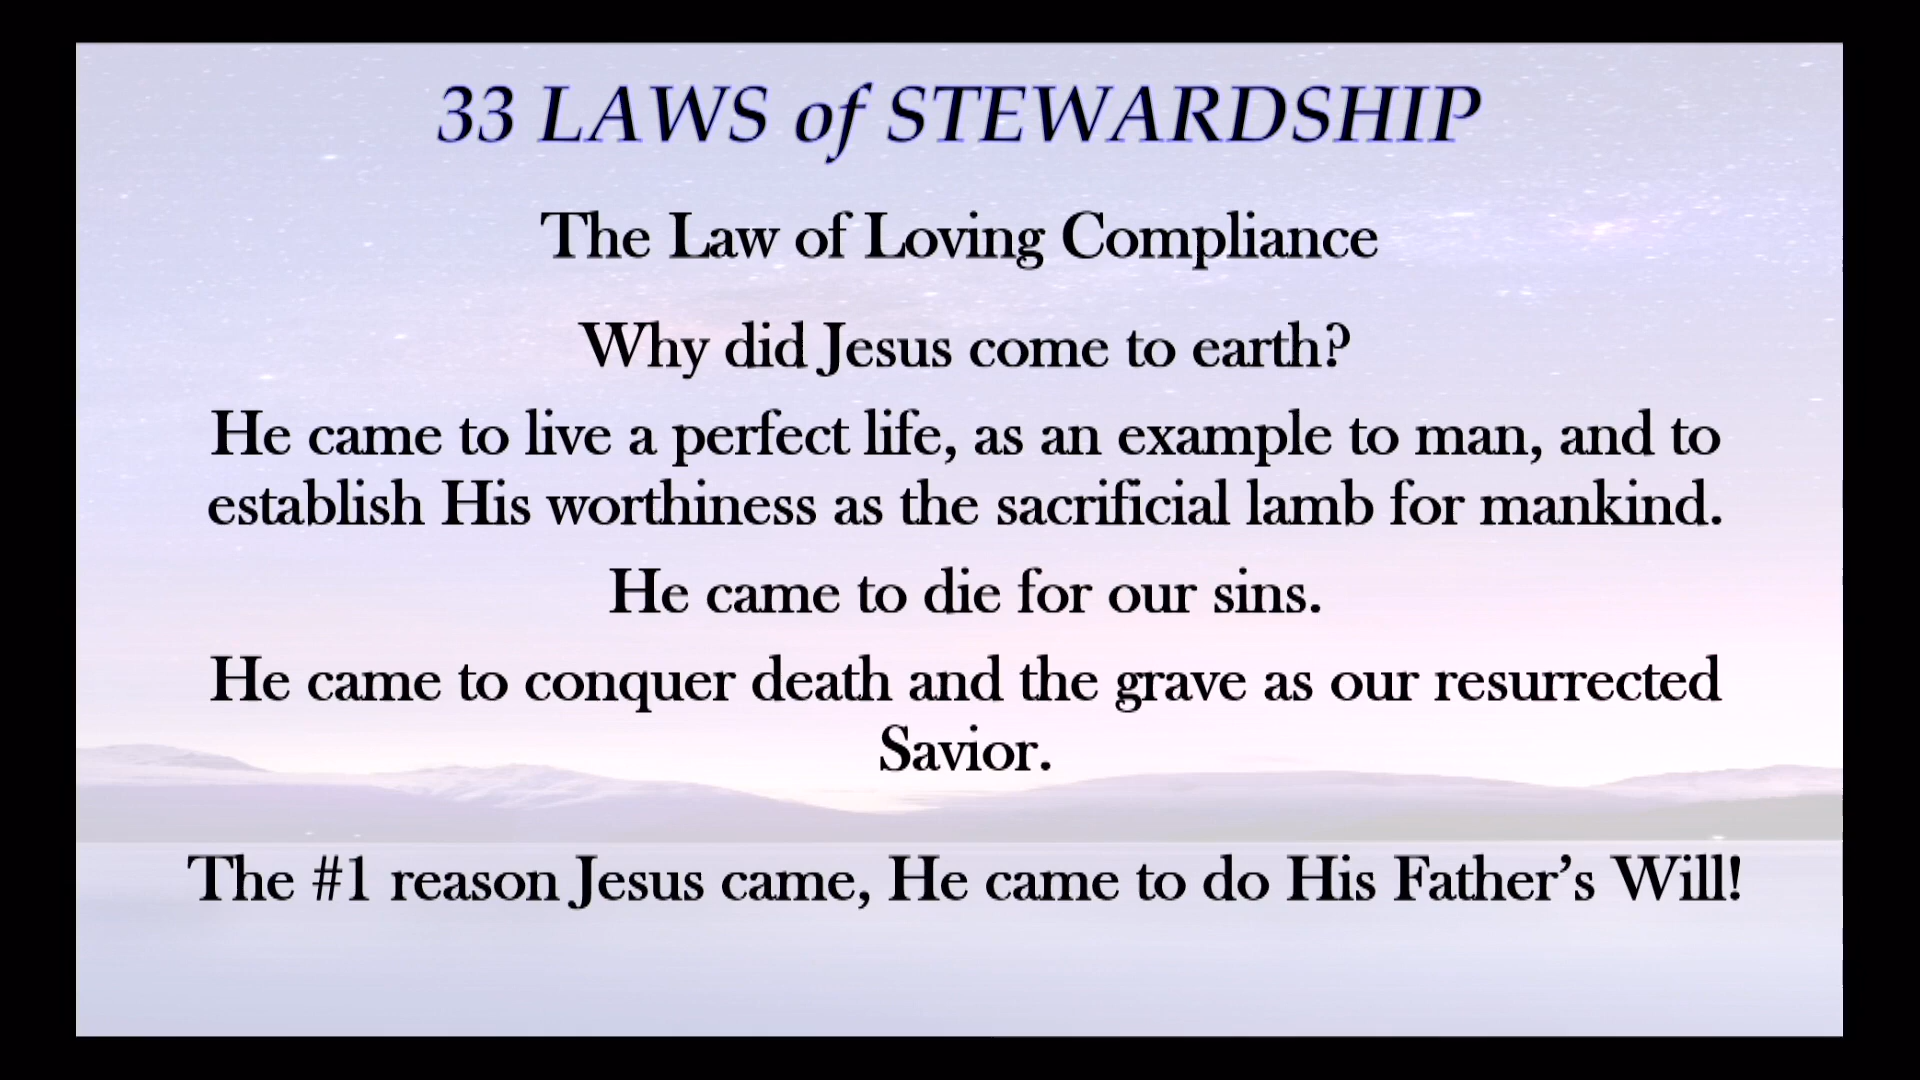 33 LAWS of STEWARDSHIP
The Law of Loving Compliance
Why did Jesus come to earth?
He came to live a perfect life, as an example to man, and to
establish His worthiness as the sacrificial lamb for mankind.
He came to die for our sins.
He came to conquer death and the grave as our resurrected
Savior.
The #1 reason Jesus came, He came to do His Father’s Will!